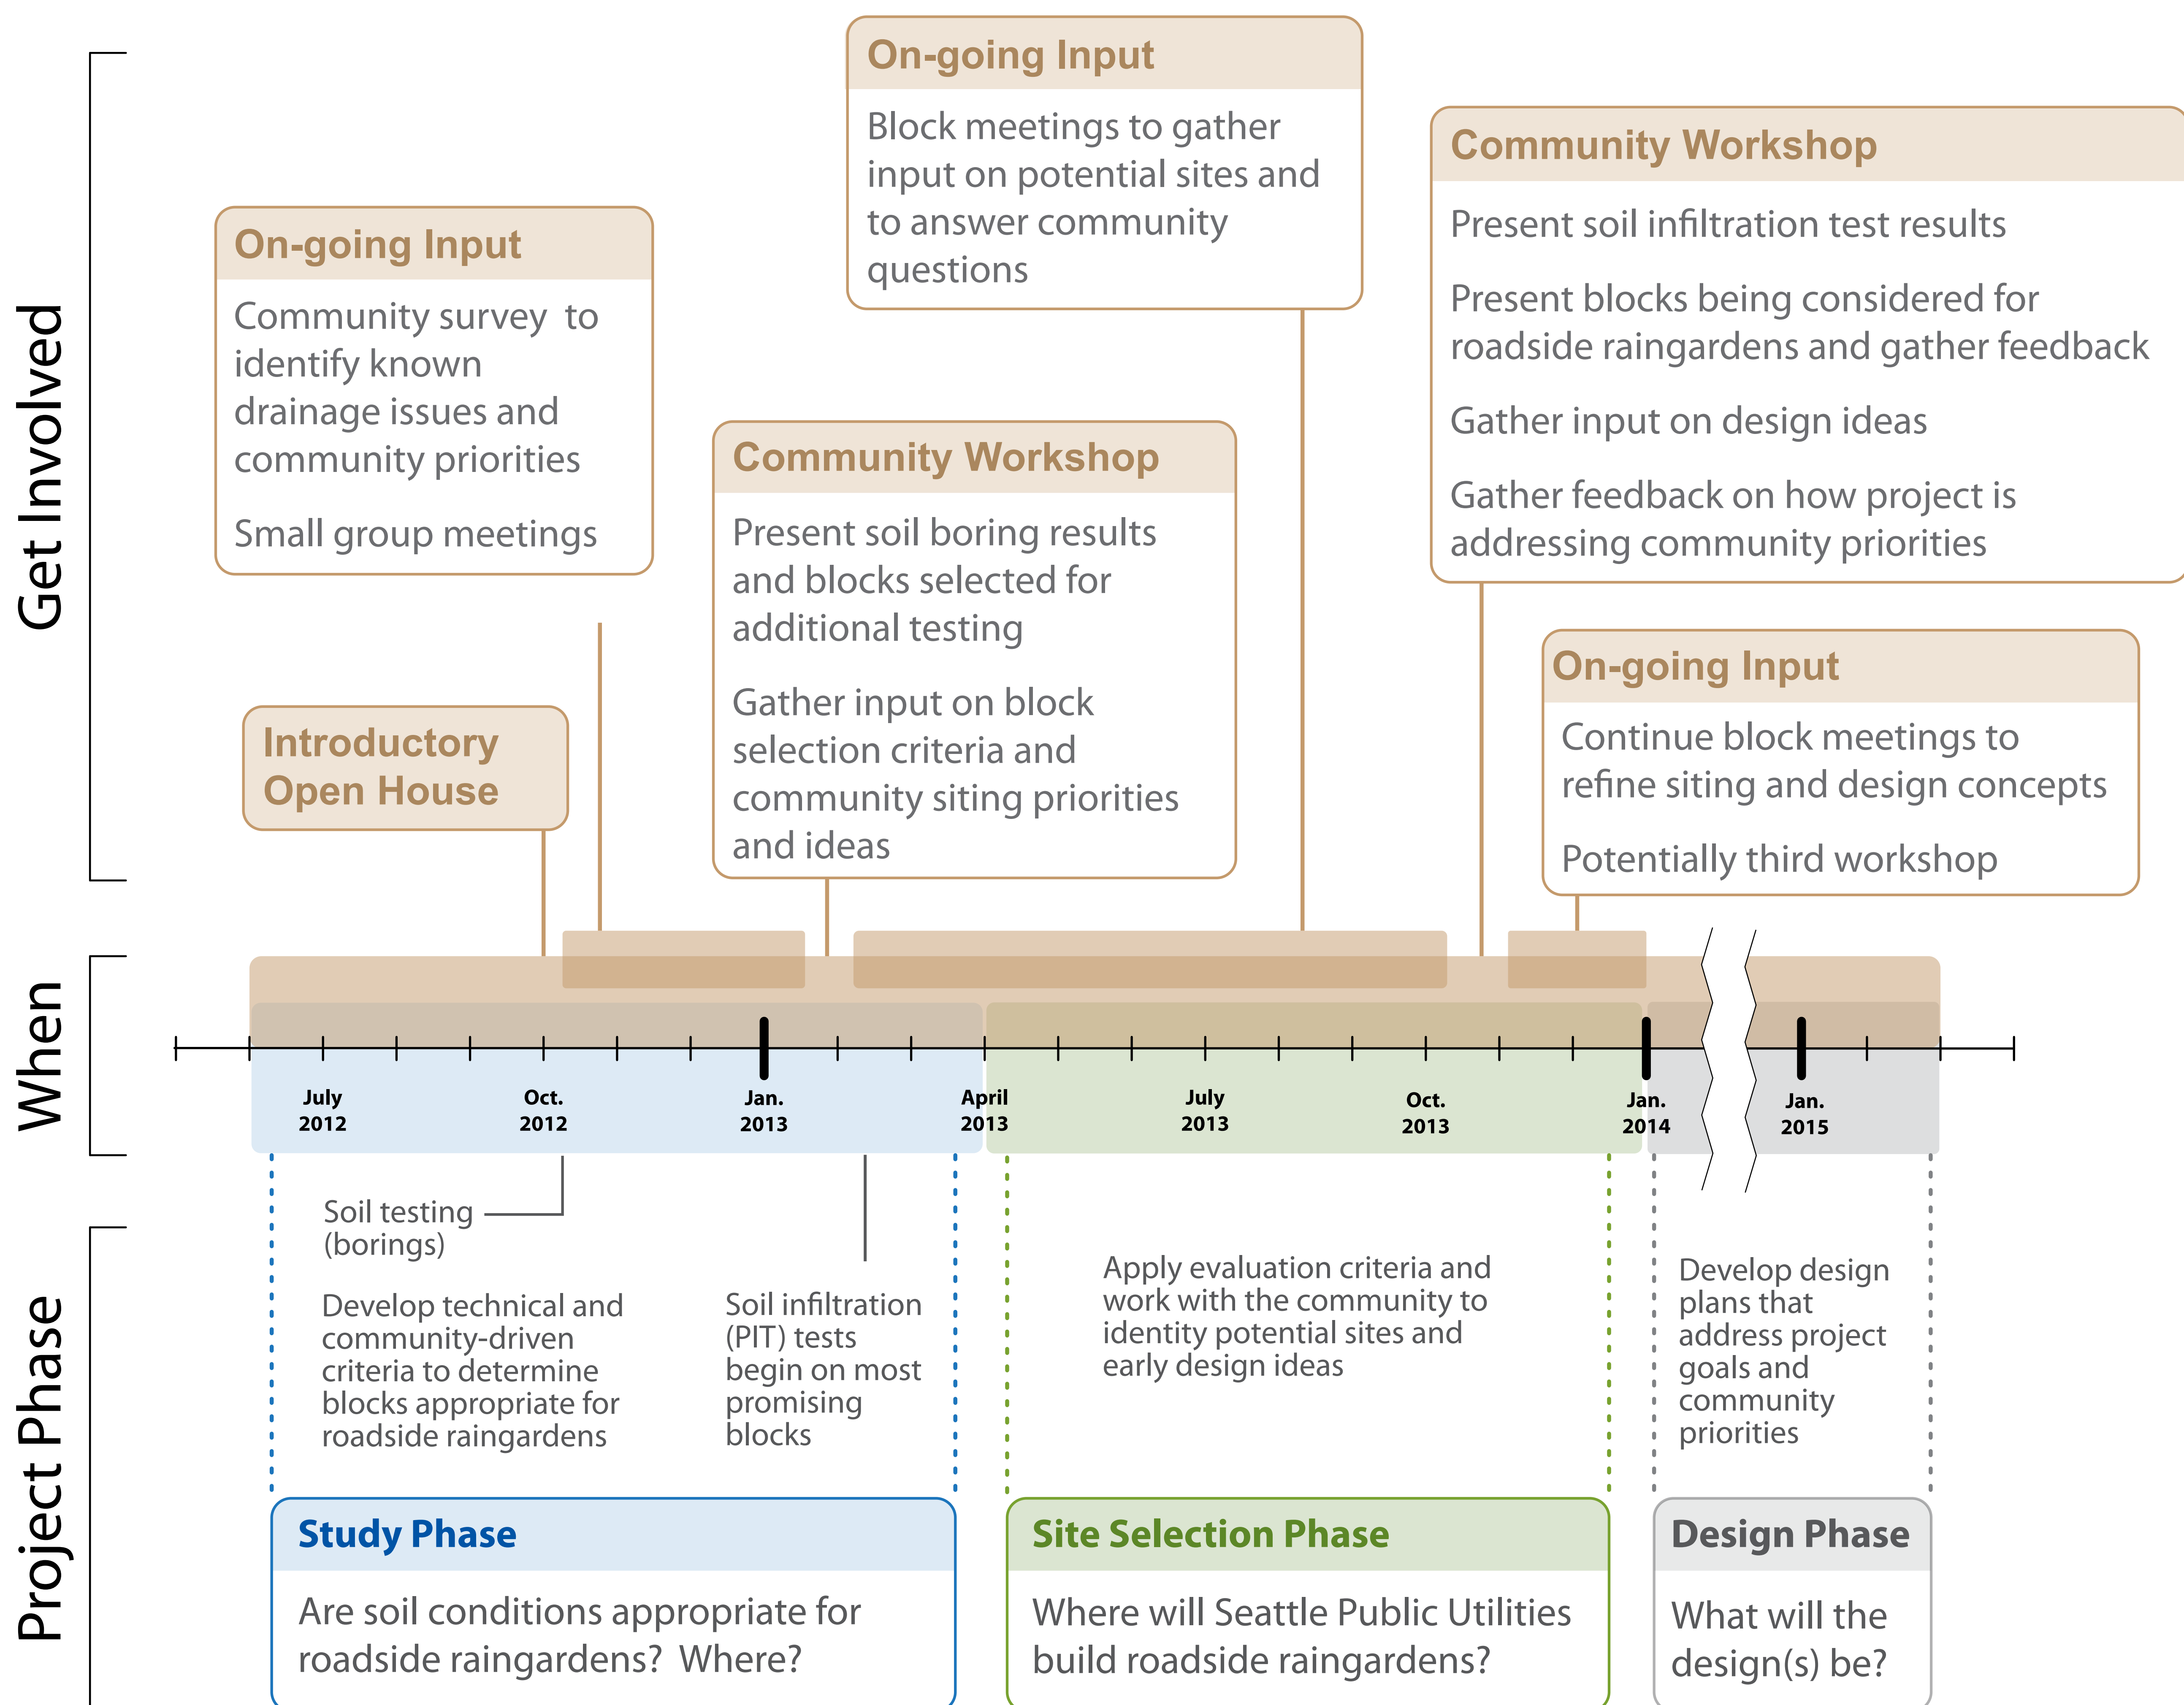 Get Involved
On-going Input
Community survey  to
identify known
drainage issues and
community priorities
Small group meetings
Introductory
Open House
On-going Input
Block meetings to gather
input on potential sites and
to answer community
questions
Community Workshop
Present soil boring results
and blocks selected for
additional testing
Gather input on block
selection criteria and
community siting priorities
and ideas
Community Workshop
Present soil infiltration test results
Present blocks being considered for
roadside raingardens and gather feedback
Gather input on design ideas
Gather feedback on how project is
addressing community priorities
On-going Input
Continue block meetings to
refine siting and design concepts
Potentially third workshop
When
July
2012
Oct.
2012
Jan.
2013
April
2013
July
2013
Oct.
2013
Jan.
2014
Jan.
2015
Project Phase
Soil testing
(borings)
Develop technical and
community-driven
criteria to determine
blocks appropriate for
roadside raingardens
Soil infiltration
(PIT) tests
begin on most
promising
blocks
Apply evaluation criteria and
work with the community to
identity potential sites and
early design ideas
Develop design
plans that
address project
goals and
community
priorities
Study Phase
Are soil conditions appropriate for
roadside raingardens?  Where?
Site Selection Phase
Where will Seattle Public Utilities
build roadside raingardens?
Design Phase
What will the
design(s) be?